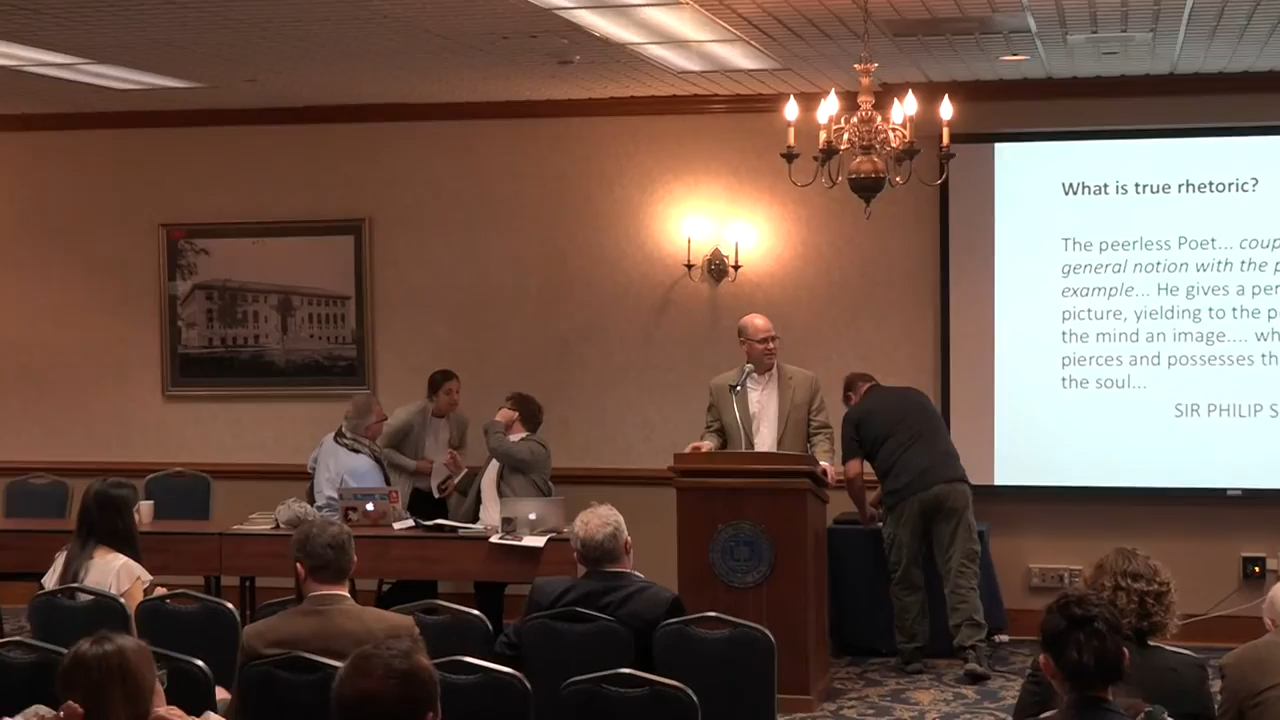 What is true rhetoric?
The peerless Poet... coup
general notion with the p
example... He gives a per
picture, yielding to the p
the mind an image.... wh
pierces and possesses th
the soul...
SIR PHILIP S